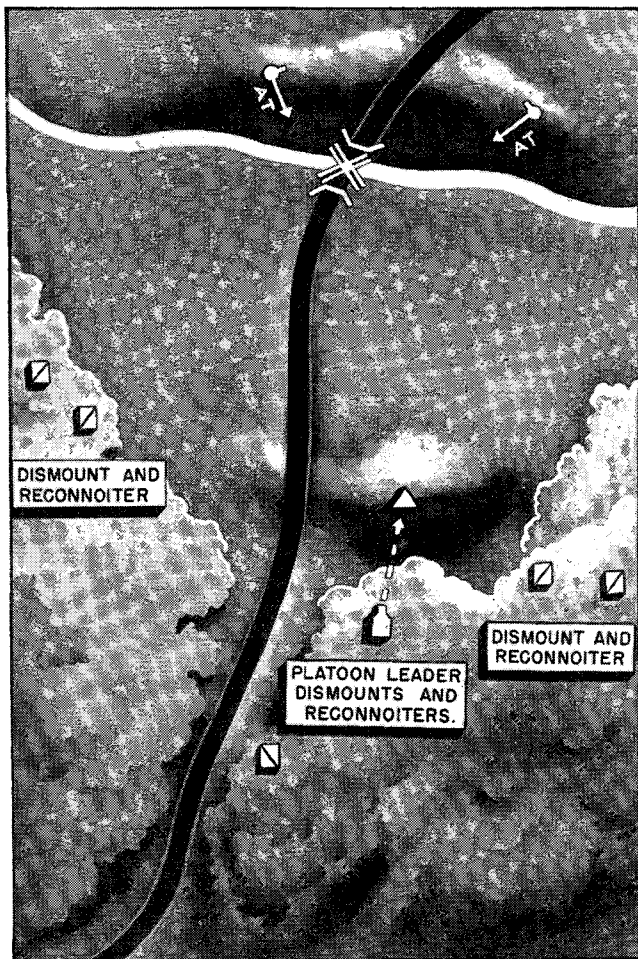 AT
AT
DISMOUNT AND
RECONNOITER
DISMOUNT AND
RECONNOITER
PLATOON LEADER
DISMOUNTS AND
RECONNOITERS.